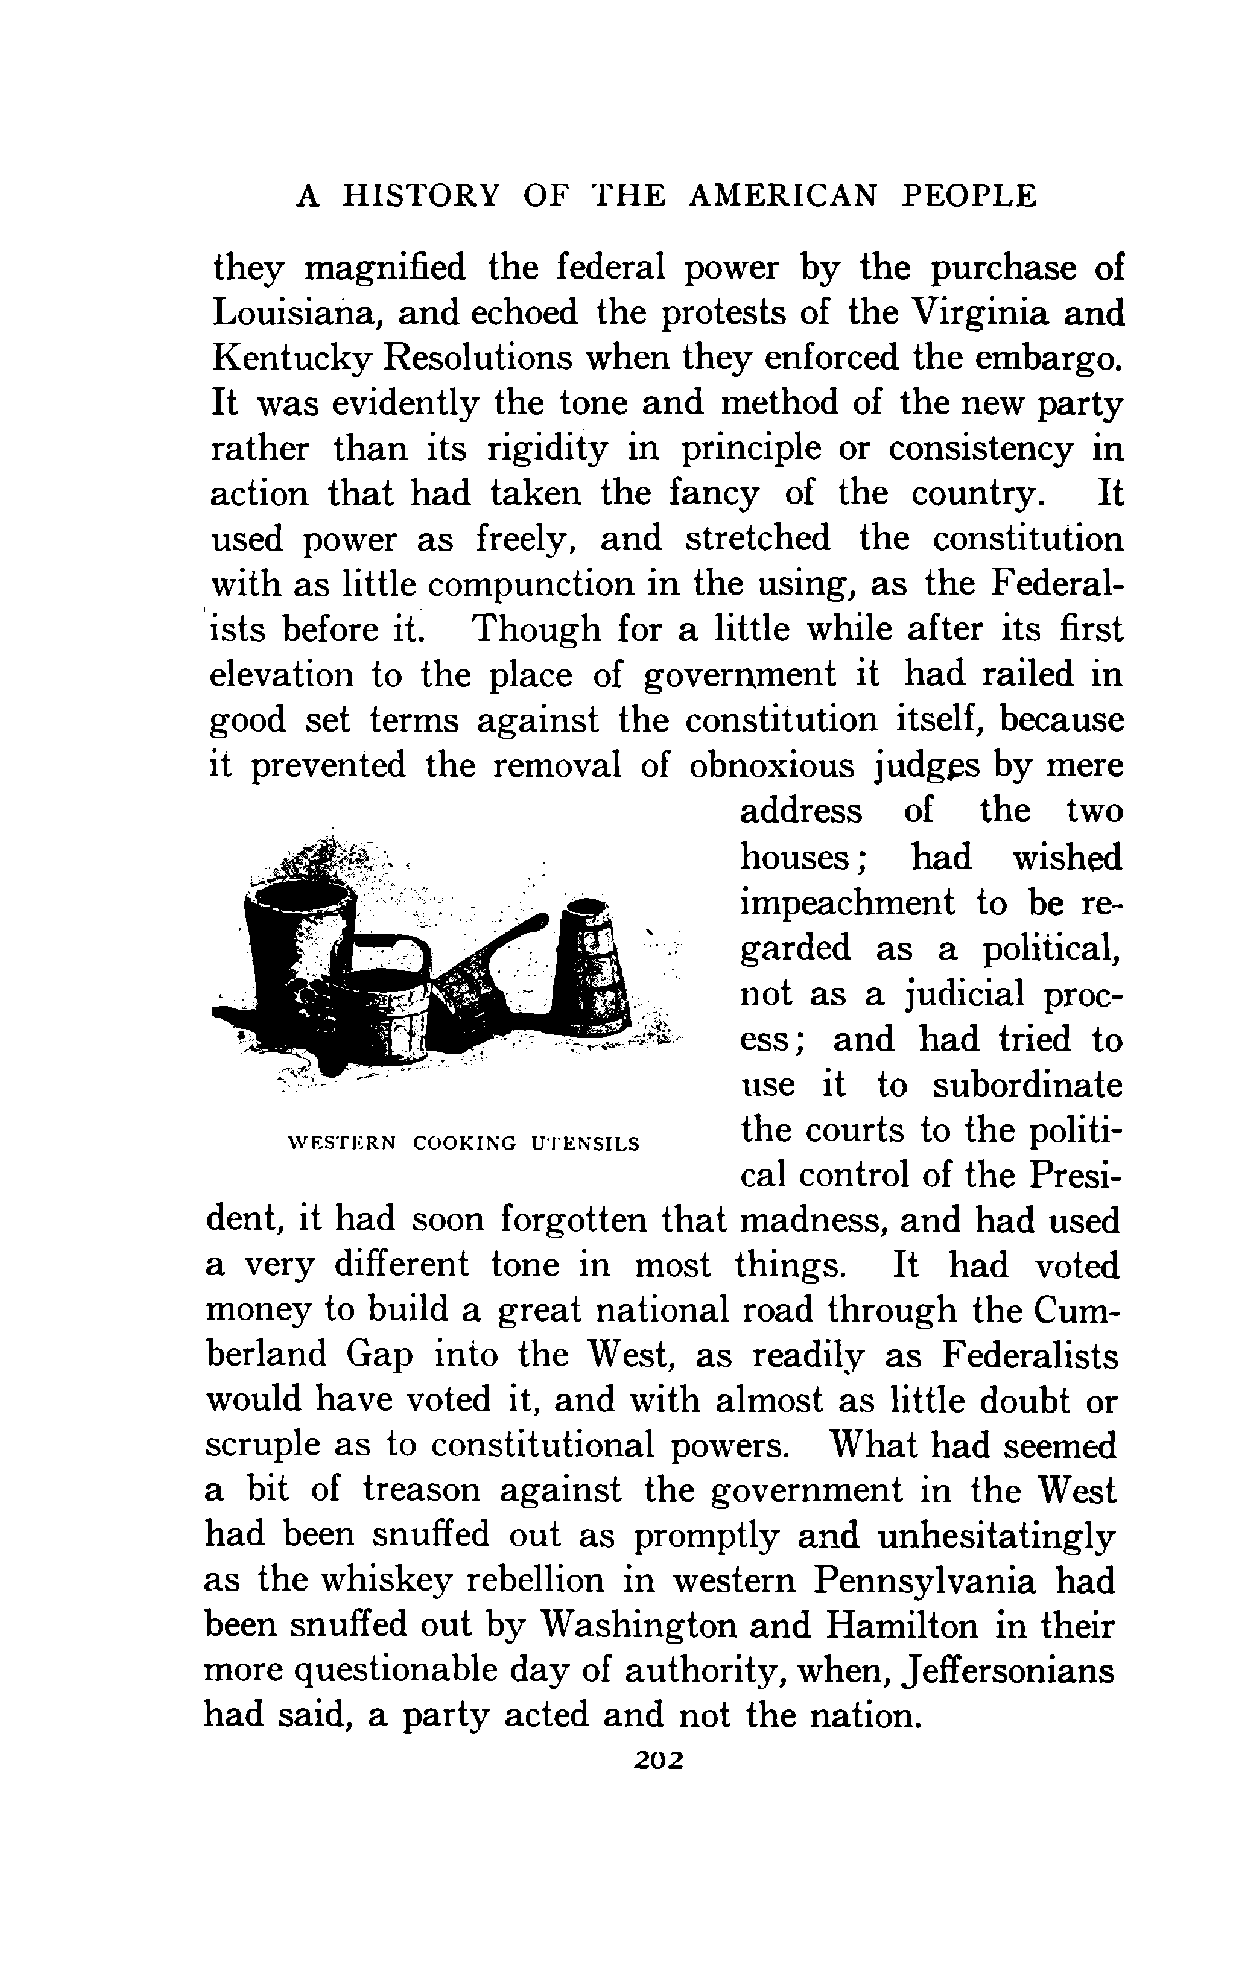 A HISTORY OF THE AMERICAN PEOPLE
they magnified the federal power by the purchase of
Louisiana, and echoed the protests of the Virginia and
Kentucky Resolutions when they enforced the embargo.
It was evidently the tone and method of the new party
rather than its rigidity in principle or consistency in
action that had taken the fancy of the country. It
used power as freely, and stretched the constitution
with as little compunction in the using, as the Federal-
ists before it. Though for a little while after its first
elevation to the place of government it had railed in
good set terms against the constitution itself, because
it prevented the removal of obnoxious judges by mere
address of the two
houses; had wished
impeachment to be re-
garded as a political,
not as a judicial proc-
ess; and had tried to
use it to subordinate
the courts to the politi-
cal control of the Presi-
WESTERN COOKING UTENSILS
dent, it had soon forgotten that madness, and had used
a very different tone in most things. It had voted
money to build a great national road through the Cum-
berland Gap into the West, as readily as Federalists
would have voted it, and with almost as little doubt or
scruple as to constitutional powers. What had seemed
a bit of treason against the government in the West
had been snuffed out as promptly and unhesitatingly
as the whiskey rebellion in western Pennsylvania had
been snuffed out by Washington and Hamilton in their
more questionable day of authority, when, Jeffersonians
had said, a party acted and not the nation.
202